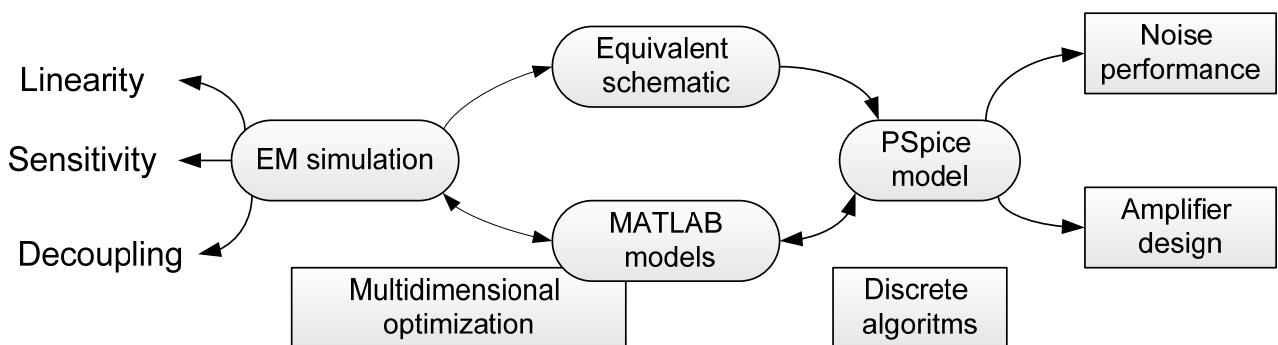 Linearity
Sensitivity
Decoupling
EM simulation
Equivalent
schematic
MATLAB
models
Multidimensional
optimization
PSpice
model
Discrete
algoritms
Noise
performance
Amplifier
design